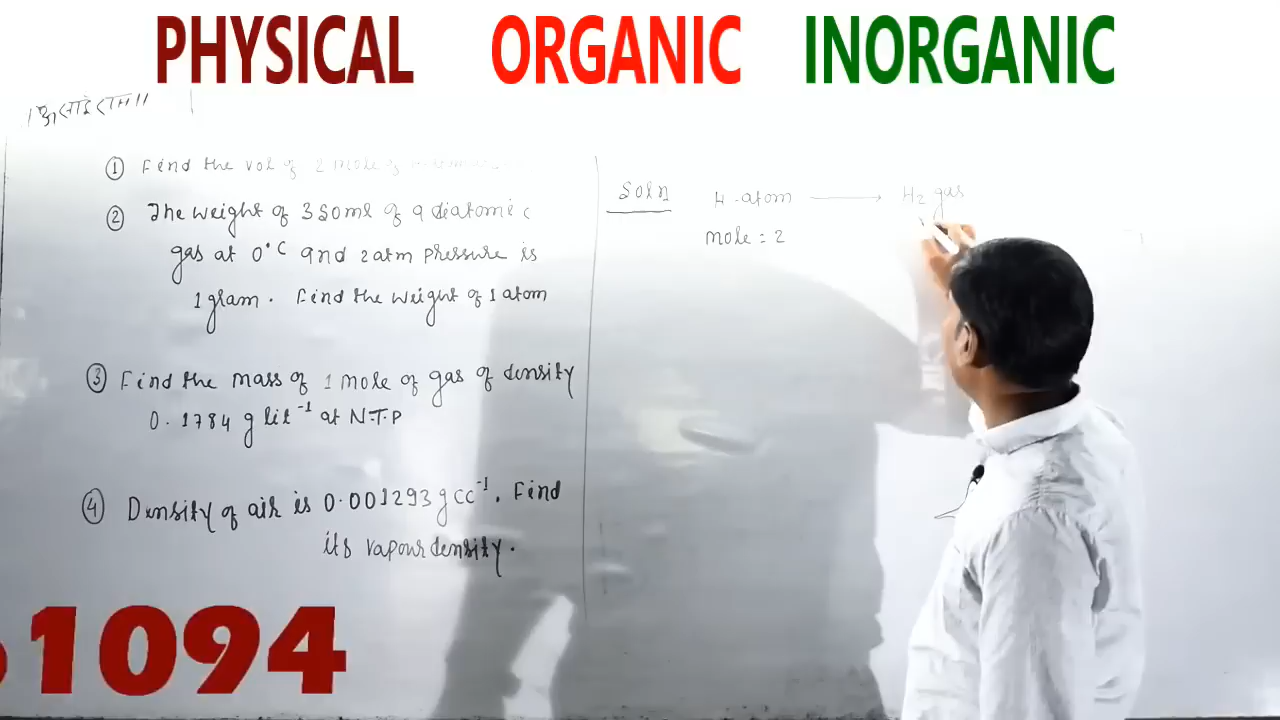 PHYSICAL ORGANIC INORGANIC
① Find the vol of 2 mole of
② The weight of 350ml of a diatomic
gas at 0°C and 2atm pressure is
1 gram. Find the weight of 1 atom
③ Find the mass of 1 mole of gas of density
0.1784 g lit⁻¹ at N.T.P
④ Density of air is 0.001293 g cc⁻¹. Find
its vapour density.
1094
Soln H-atom → H2 gas
mole = 2